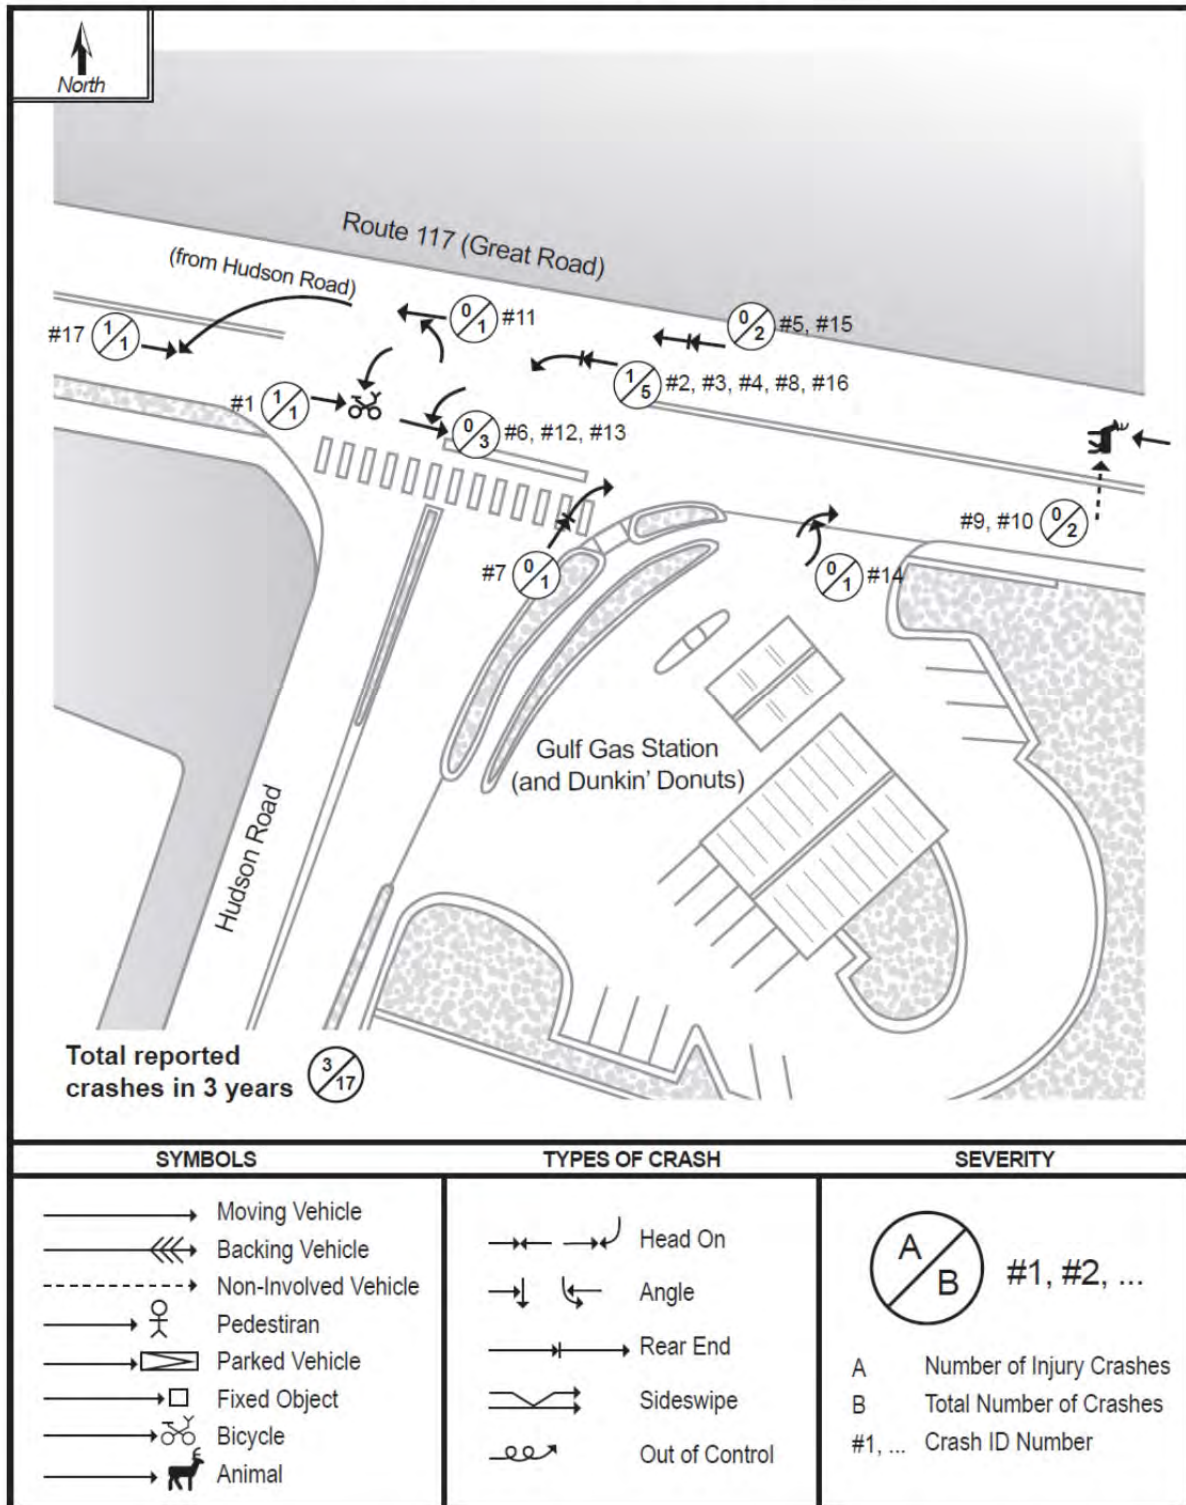 North
Route 117 (Great Road)
(from Hudson Road)
#17 1/1
0/1 #11
0/2 #5, #15
1/5 #2, #3, #4, #8, #16
#1 1/1
0/3 #6, #12, #13
#9, #10 0/2
#7 0/1
0/1 #14
Gulf Gas Station
(and Dunkin' Donuts)
Hudson Road
Total reported
crashes in 3 years 3/17
SYMBOLS
Moving Vehicle
Backing Vehicle
Non-Involved Vehicle
Pedestiran
Parked Vehicle
Fixed Object
Bicycle
Animal
TYPES OF CRASH
Head On
Angle
Rear End
Sideswipe
Out of Control
SEVERITY
A/B #1, #2, ...
A Number of Injury Crashes
B Total Number of Crashes
#1, ... Crash ID Number